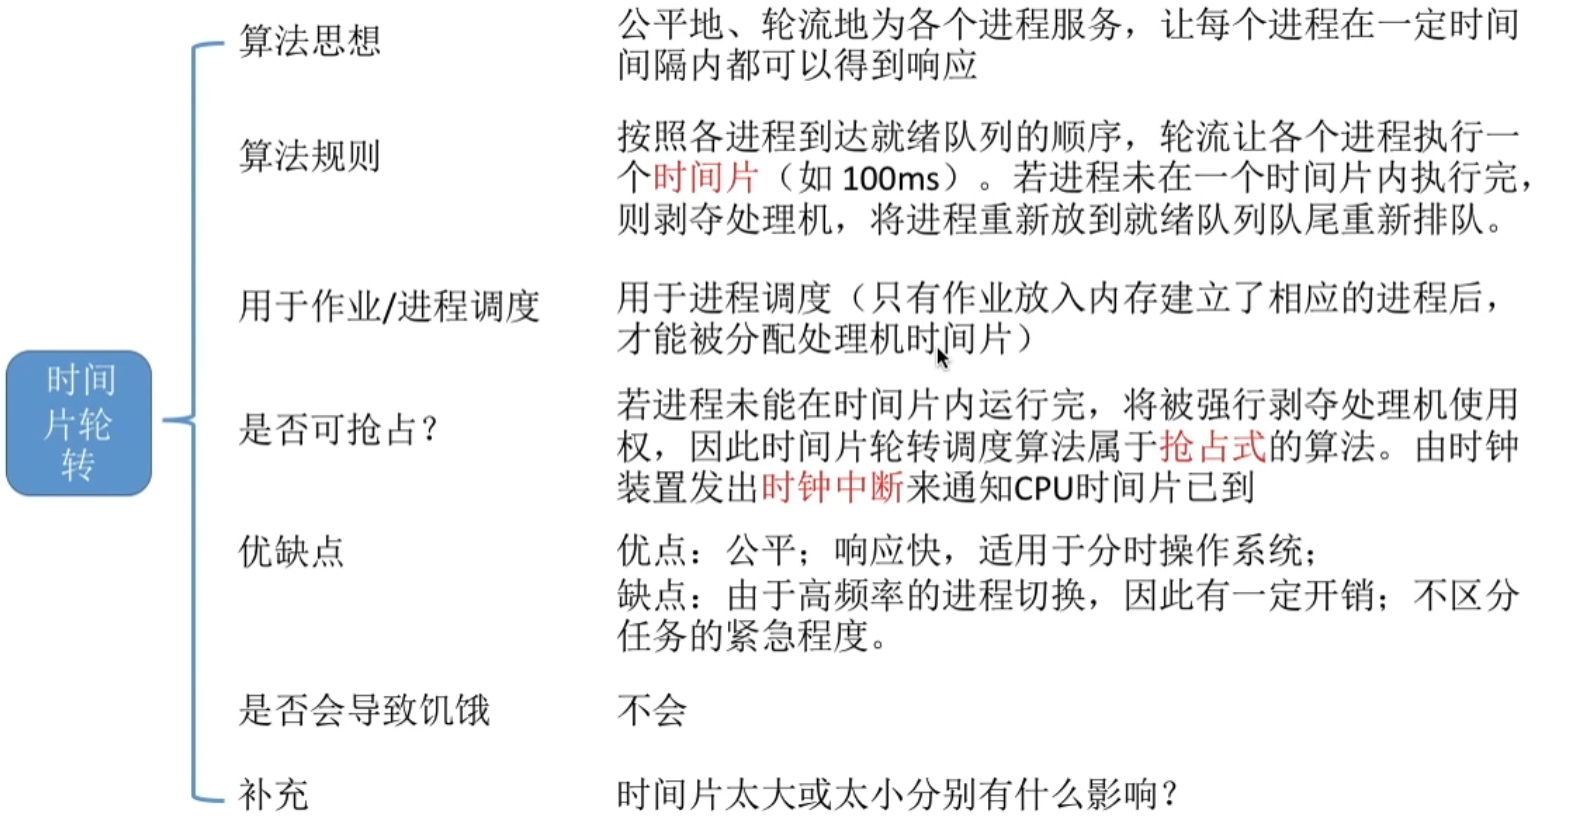 时间
片轮
转
算法思想
公平地、轮流地为各个进程服务，让每个进程在一定时间
间隔内都可以得到响应
算法规则
按照各进程到达就绪队列的顺序，轮流让各个进程执行一
个时间片（如 100ms）。若进程未在一个时间片内执行完，
则剥夺处理机，将进程重新放到就绪队列队尾重新排队。
用于作业/进程调度
用于进程调度（只有作业放入内存建立了相应的进程后，
才能被分配处理机时间片）
是否可抢占？
若进程未能在时间片内运行完，将被强行剥夺处理机使用
权，因此时间片轮转调度算法属于抢占式的算法。由时钟
装置发出时钟中断来通知CPU时间片已到
优缺点
优点：公平；响应快，适用于分时操作系统；
缺点：由于高频率的进程切换，因此有一定开销；不区分
任务的紧急程度。
是否会导致饥饿
不会
补充
时间片太大或太小分别有什么影响？